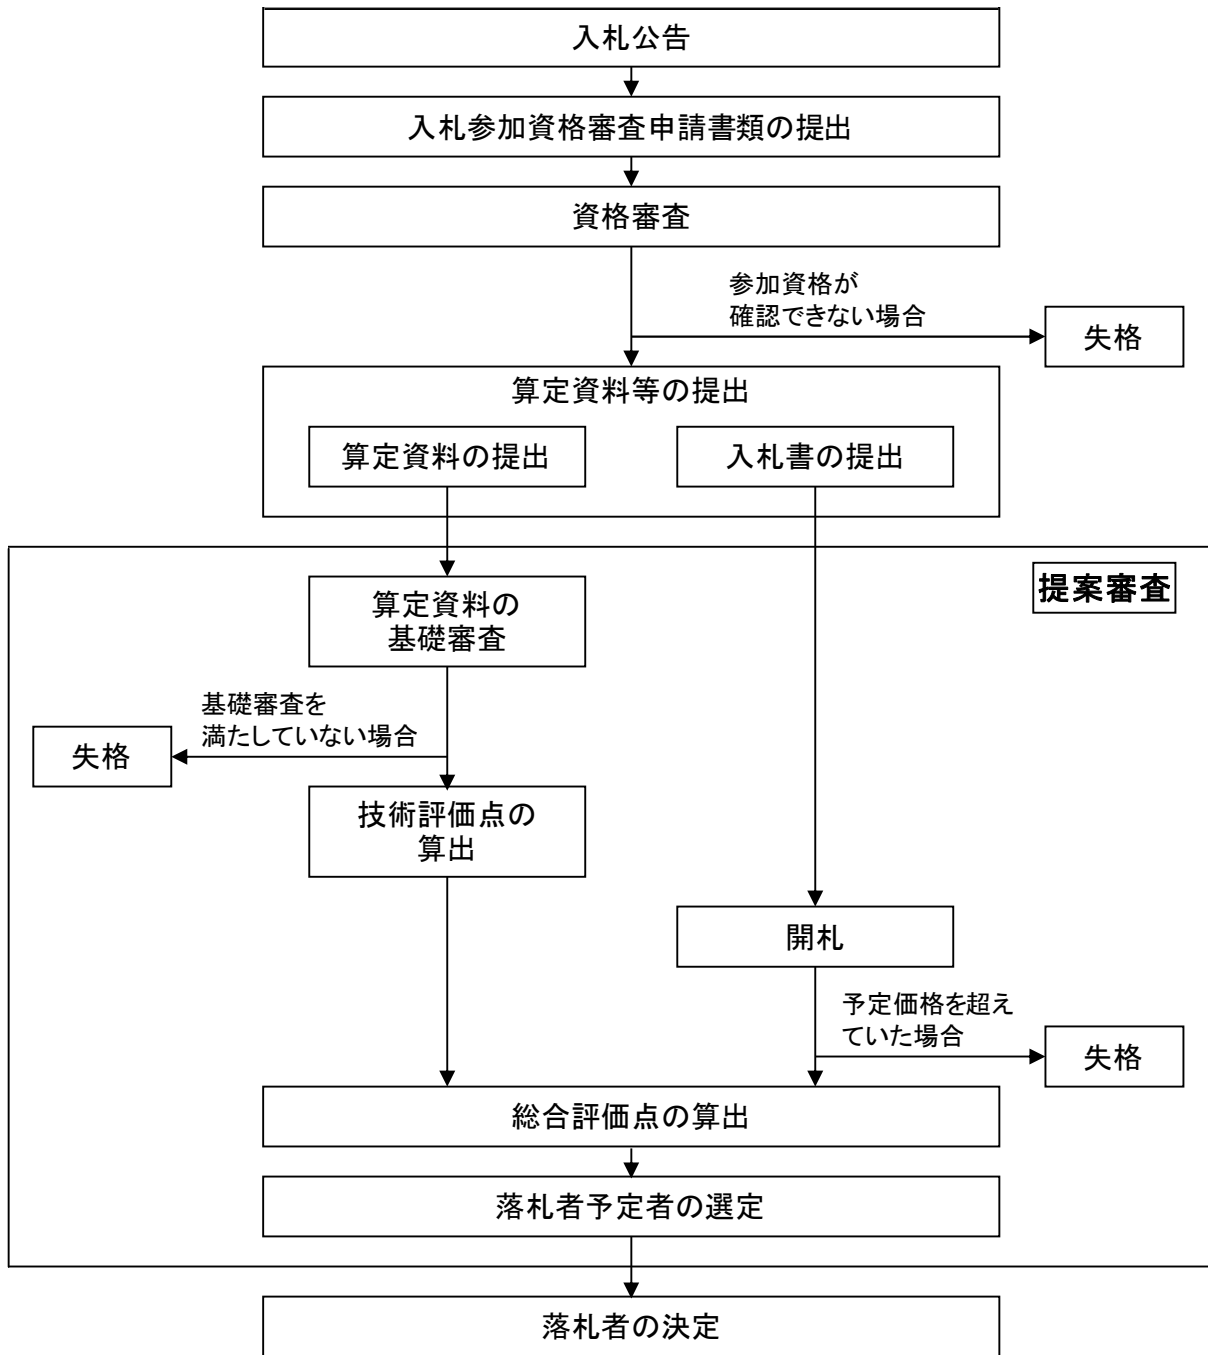 入札公告
入札参加資格審査申請書類の提出
資格審査
参加資格が
確認できない場合
失格
算定資料等の提出
算定資料の提出
入札書の提出
提案審査
算定資料の
基礎審査
基礎審査を
満たしていない場合
失格
技術評価点の
算出
開札
予定価格を超え
ていた場合
失格
総合評価点の算出
落札者予定者の選定
落札者の決定